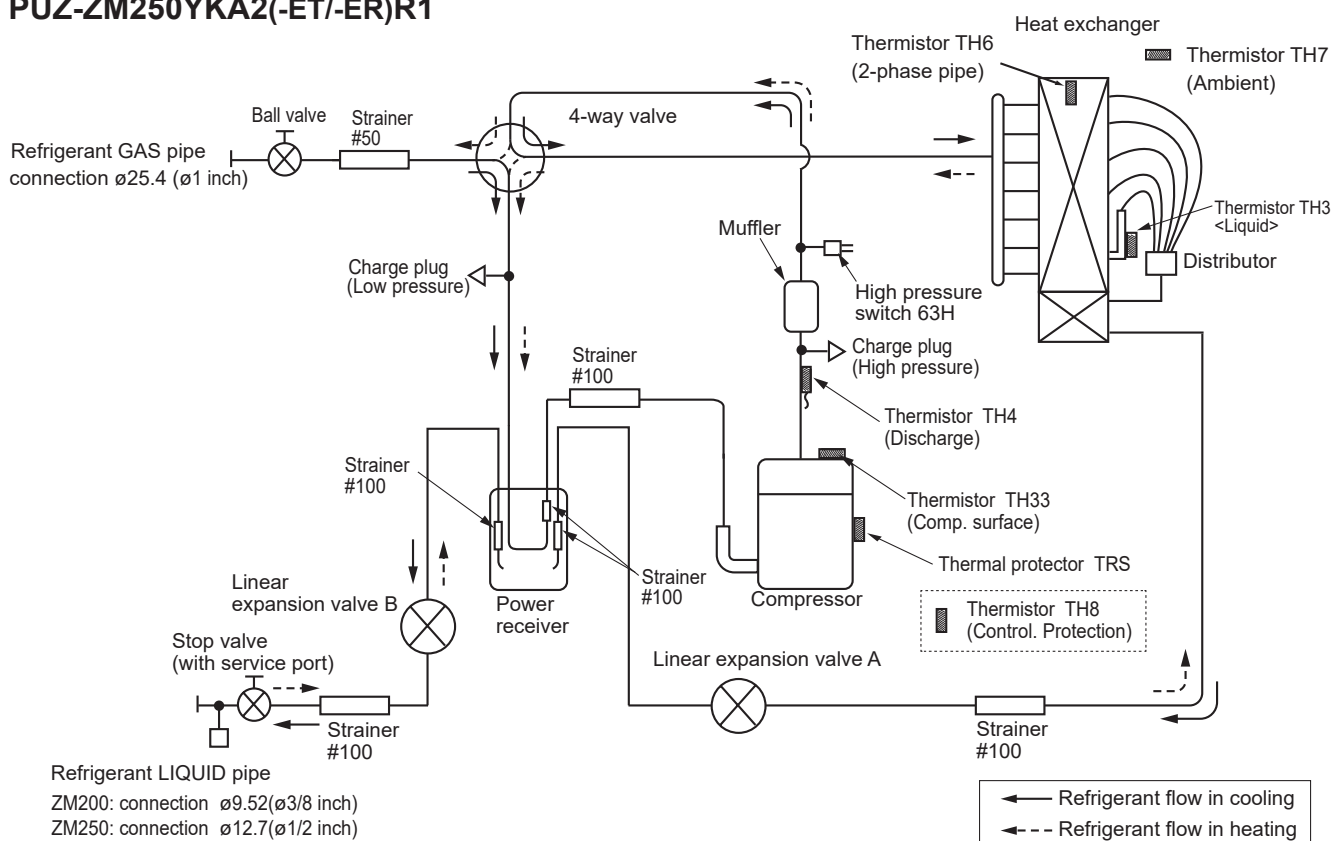 PUZ-ZM250YKA2(-ET/-ER)R1
Heat exchanger
Thermistor TH6
(2-phase pipe)
Thermistor TH7
(Ambient)
Ball valve
Strainer
#50
4-way valve
Refrigerant GAS pipe
connection ø25.4 (ø1 inch)
Thermistor TH3
<Liquid>
Distributor
Muffler
Charge plug
(Low pressure)
High pressure
switch 63H
Charge plug
(High pressure)
Strainer
#100
Thermistor TH4
(Discharge)
Strainer
#100
Thermistor TH33
(Comp. surface)
Thermal protector TRS
Strainer
#100
Compressor
Power
receiver
Linear
expansion valve B
Thermistor TH8
(Control. Protection)
Stop valve
(with service port)
Linear expansion valve A
Strainer
#100
Strainer
#100
Refrigerant LIQUID pipe
ZM200: connection ø9.52(ø3/8 inch)
ZM250: connection ø12.7(ø1/2 inch)
Refrigerant flow in cooling
Refrigerant flow in heating